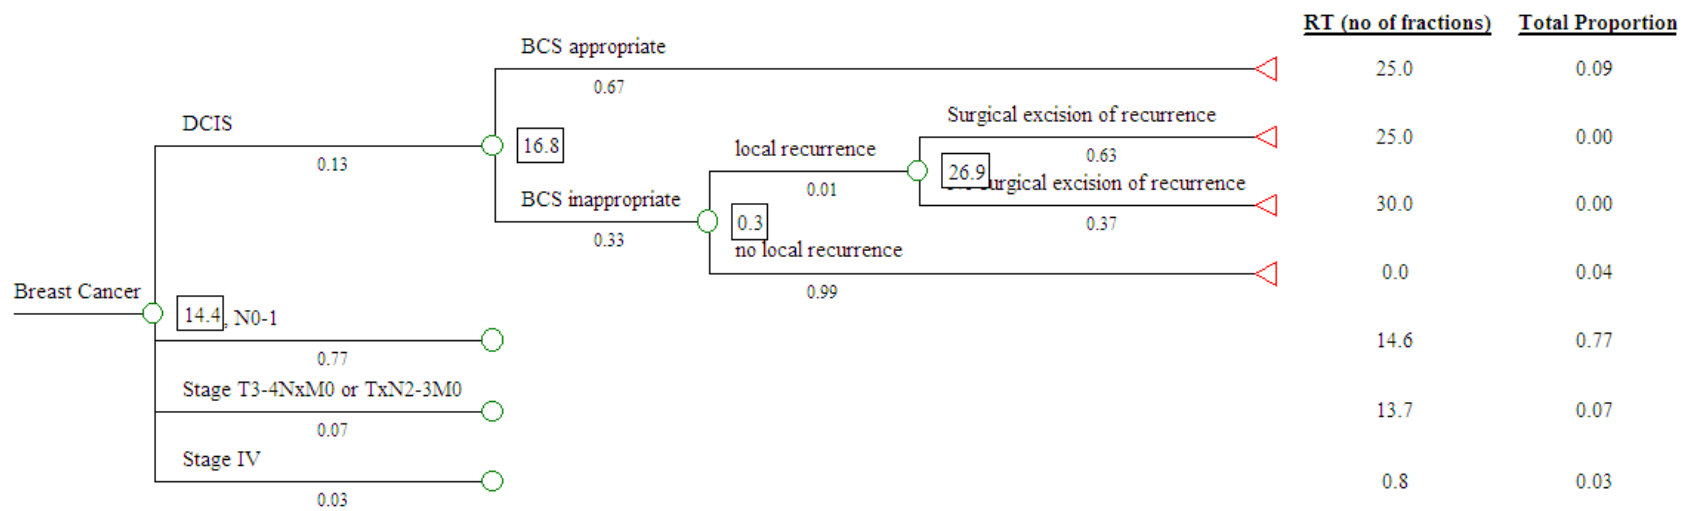 RT (no of fractions) Total Proportion
BCS appropriate
0.67
25.0 0.09
DCIS
0.13
16.8
Surgical excision of recurrence
0.63
25.0 0.00
local recurrence
0.01
26.9
surgical excision of recurrence
0.37
30.0 0.00
BCS inappropriate
0.33
0.3
no local recurrence
0.99
0.0 0.04
Breast Cancer
14.4
, N0-1
0.77
14.6 0.77
Stage T3-4NxM0 or TxN2-3M0
0.07
13.7 0.07
Stage IV
0.03
0.8 0.03